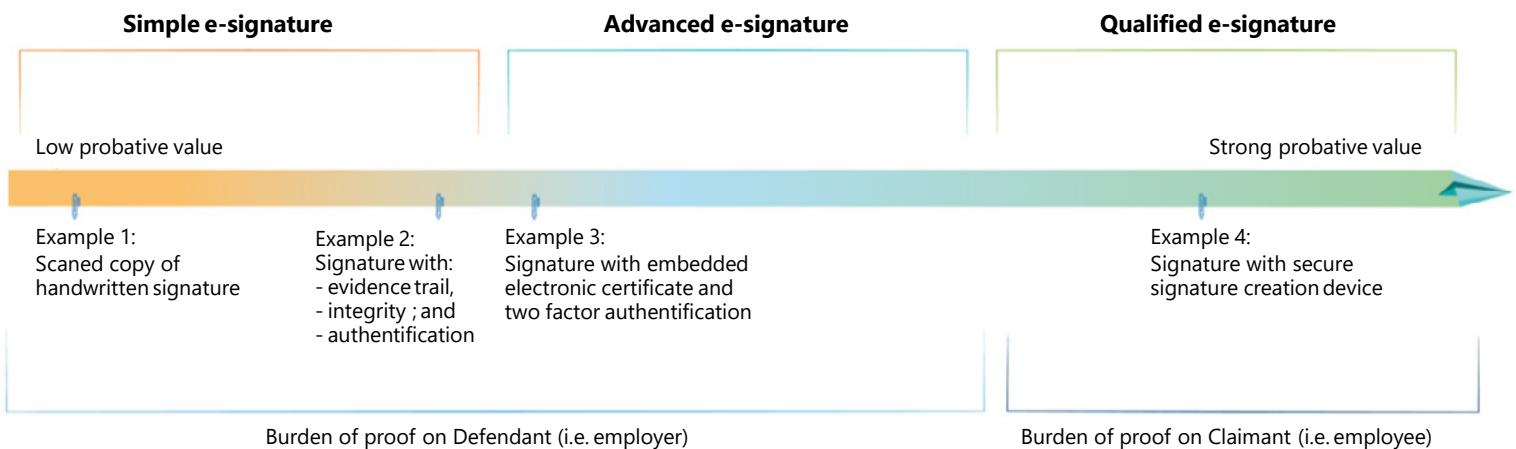 Simple e-signature
Advanced e-signature
Qualified e-signature
Low probative value
Strong probative value
Example 1:
Scaned copy of
handwritten signature
Example 2:
Signature with:
- evidence trail,
- integrity ; and
- authentification
Example 3:
Signature with embedded
electronic certificate and
two factor authentification
Example 4:
Signature with secure
signature creation device
Burden of proof on Defendant (i.e. employer)
Burden of proof on Claimant (i.e. employee)